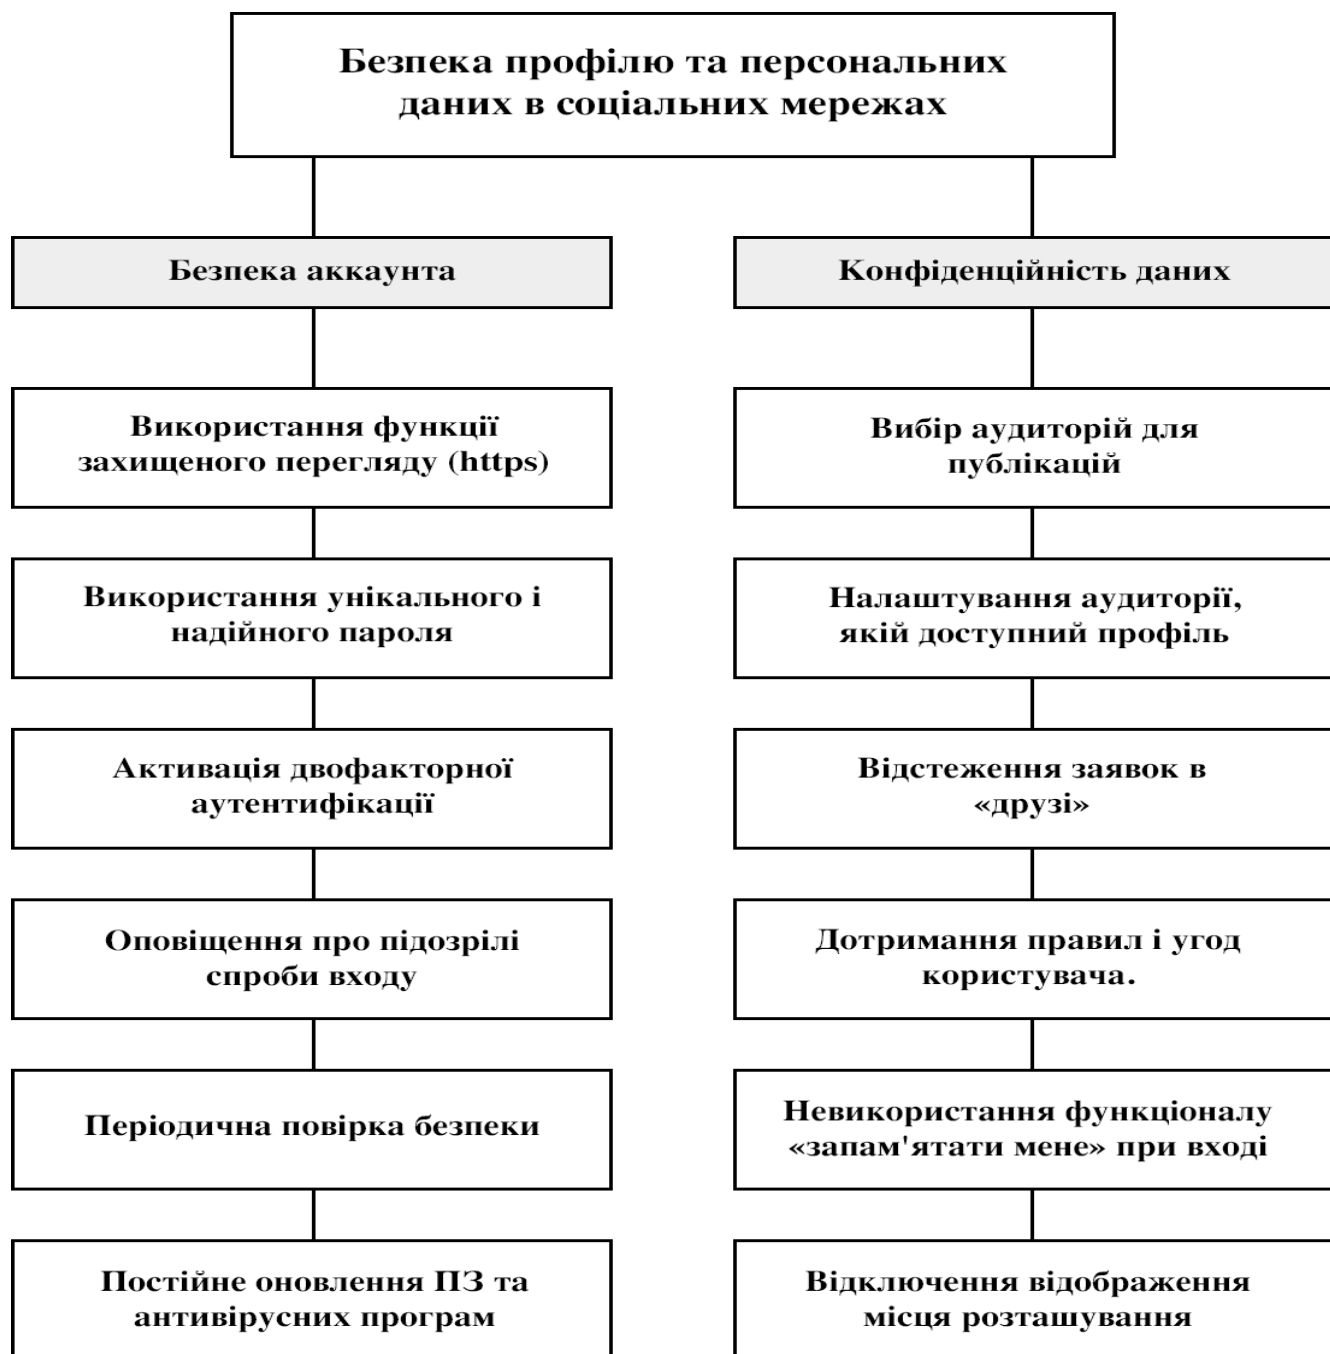 Безпека профілю та персональних
даних в соціальних мережах
Безпека аккаунта
Використання функції
захищеного перегляду (https)
Використання унікального і
надійного пароля
Активація двофакторної
аутентифікації
Оповіщення про підозрілі
спроби входу
Періодична повірка безпеки
Постійне оновлення ПЗ та
антивірусних програм
Конфіденційність даних
Вибір аудиторій для
публікацій
Налаштування аудиторії,
якій доступний профіль
Відстеження заявок в
«друзі»
Дотримання правил і угод
користувача.
Невикористання функціоналу
«запам'ятати мене» при вході
Відключення відображення
місця розташування